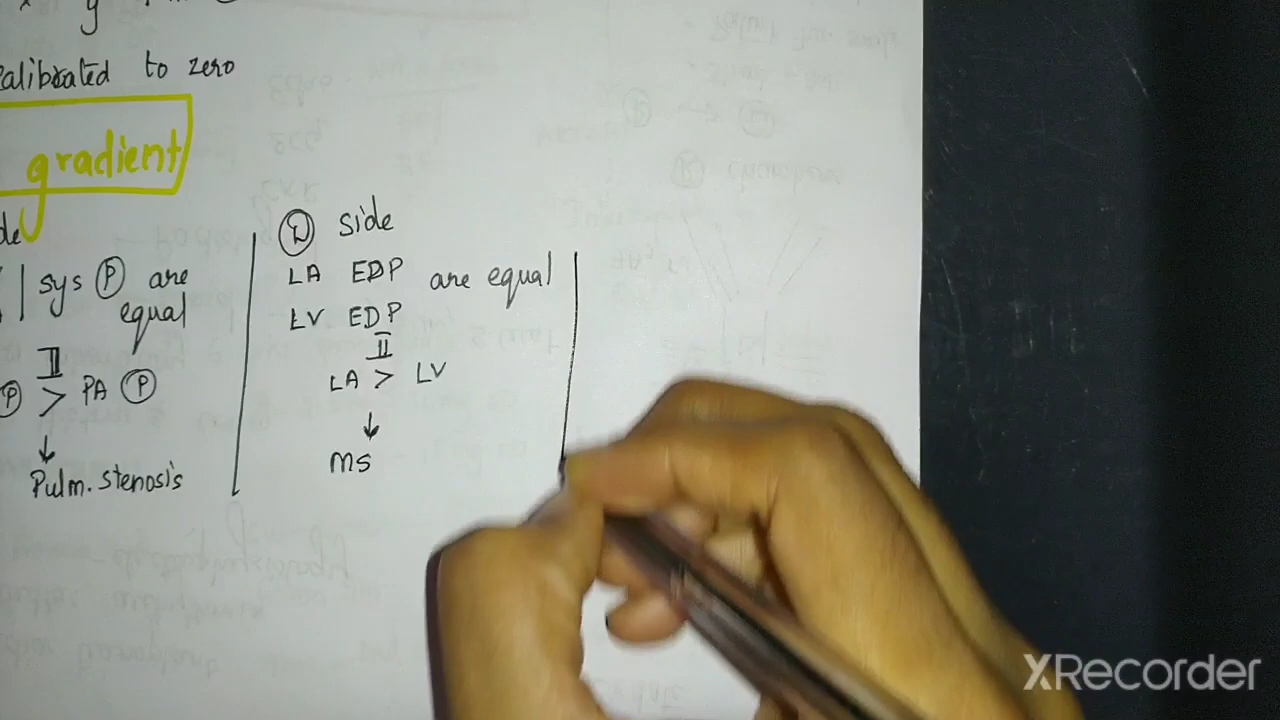 calibrated to zero
gradient
sys P are
equal
II
P > PA P
↓
Pulm. stenosis
L side
LA EDP are equal
LV EDP
II
LA > LV
↓
MS
XRecorder